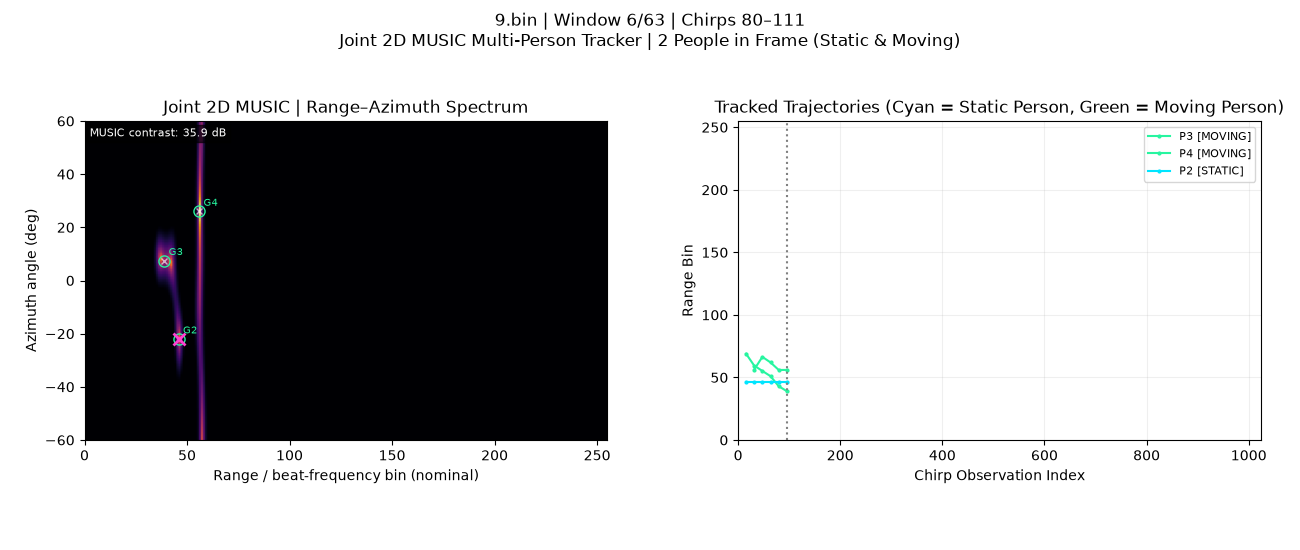 9.bin | Window 6/63 | Chirps 80–111
Joint 2D MUSIC Multi-Person Tracker | 2 People in Frame (Static & Moving)
Joint 2D MUSIC | Range–Azimuth Spectrum
MUSIC contrast: 35.9 dB
G4
G3
G2
60
40
20
0
−20
−40
−60
Azimuth angle (deg)
0
50
100
150
200
250
Range / beat-frequency bin (nominal)
Tracked Trajectories (Cyan = Static Person, Green = Moving Person)
P3 [MOVING]
P4 [MOVING]
P2 [STATIC]
250
200
150
100
50
0
Range Bin
0
200
400
600
800
1000
Chirp Observation Index